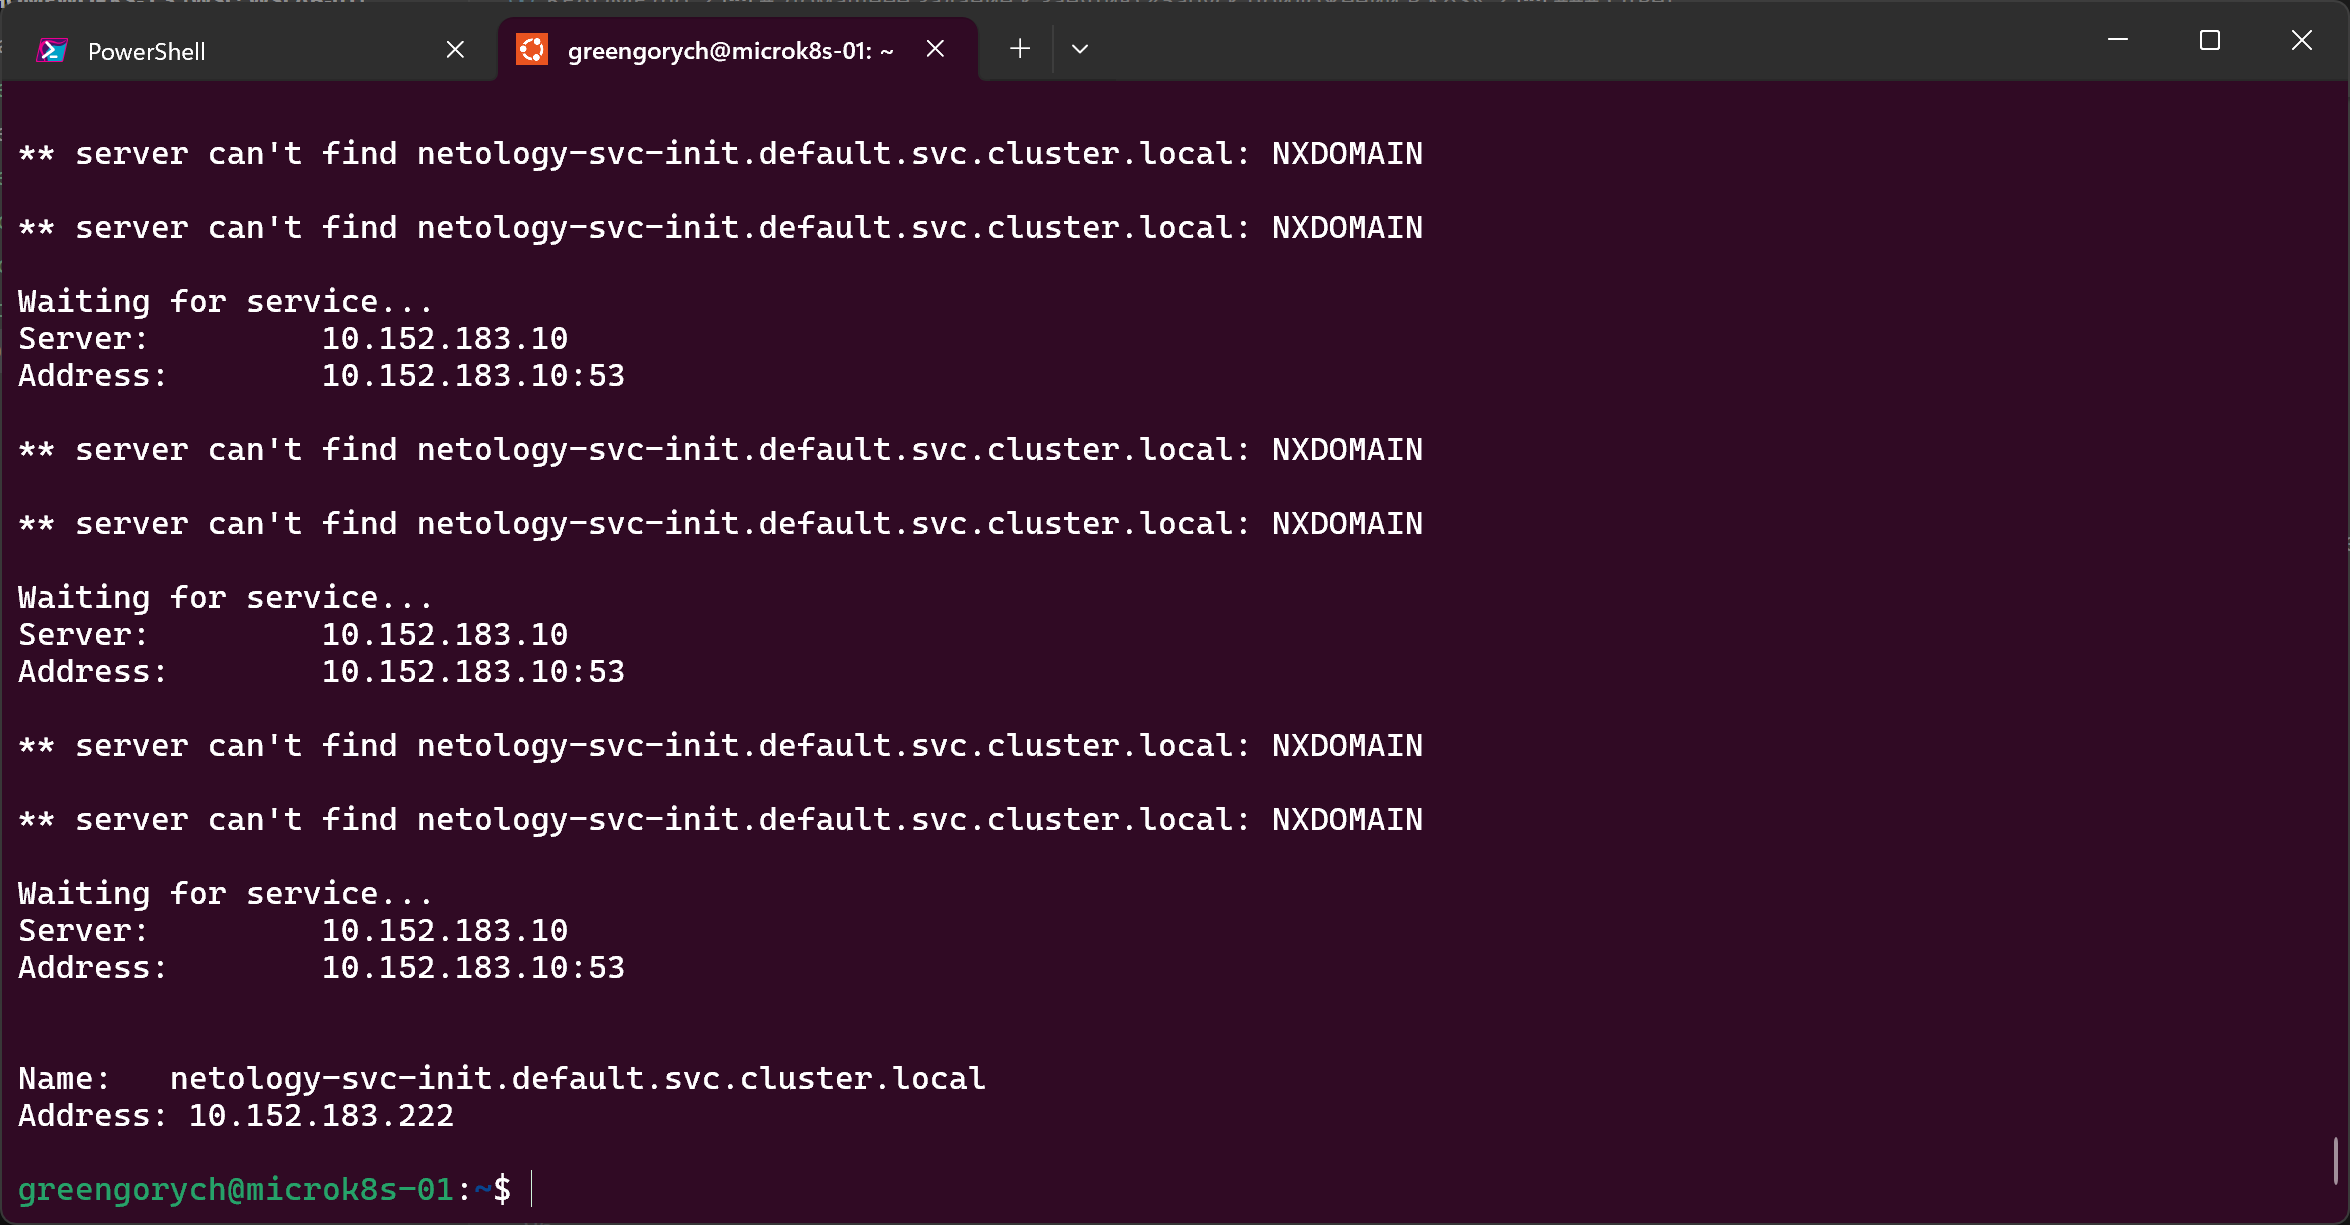 PowerShell
greengorych@microk8s-01: ~
** server can't find netology-svc-init.default.svc.cluster.local: NXDOMAIN
** server can't find netology-svc-init.default.svc.cluster.local: NXDOMAIN
Waiting for service...
Server: 10.152.183.10
Address: 10.152.183.10:53
** server can't find netology-svc-init.default.svc.cluster.local: NXDOMAIN
** server can't find netology-svc-init.default.svc.cluster.local: NXDOMAIN
Waiting for service...
Server: 10.152.183.10
Address: 10.152.183.10:53
** server can't find netology-svc-init.default.svc.cluster.local: NXDOMAIN
** server can't find netology-svc-init.default.svc.cluster.local: NXDOMAIN
Waiting for service...
Server: 10.152.183.10
Address: 10.152.183.10:53
Name: netology-svc-init.default.svc.cluster.local
Address: 10.152.183.222
greengorych@microk8s-01:~$